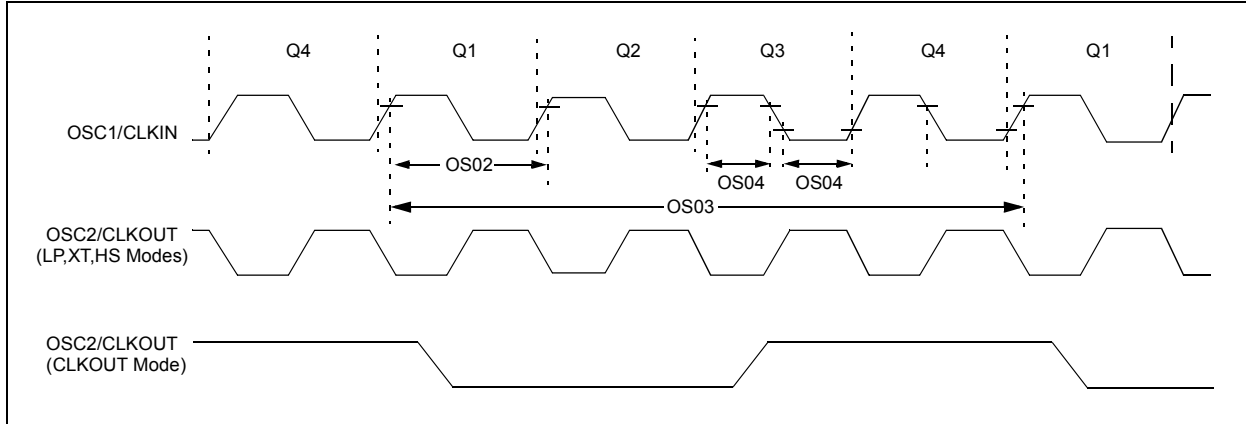 Q4 Q1 Q2 Q3 Q4 Q1
OSC1/CLKIN
OS02
OS04 OS04
OS03
OSC2/CLKOUT
(LP,XT,HS Modes)
OSC2/CLKOUT
(CLKOUT Mode)